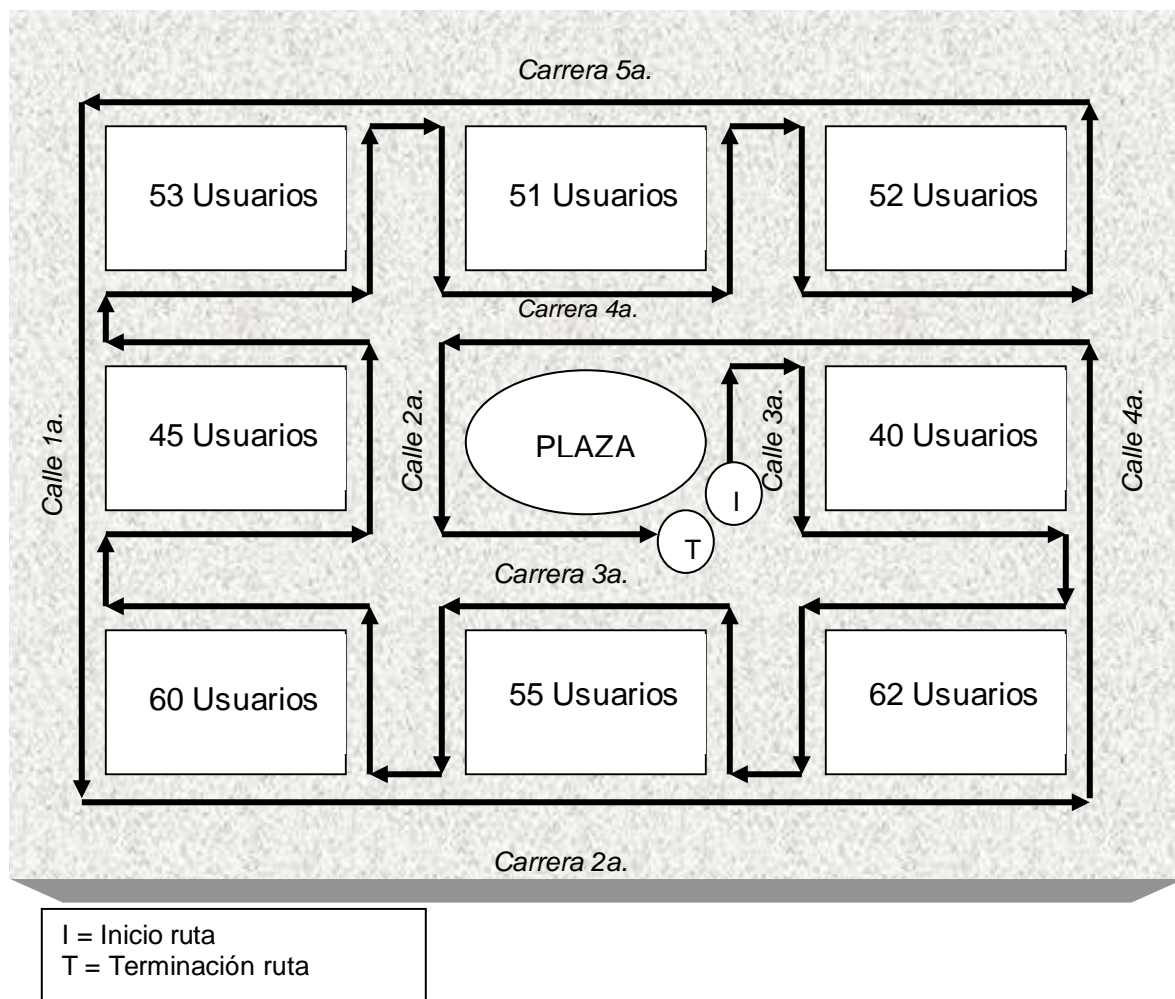 Carrera 5a.
53 Usuarios
51 Usuarios
52 Usuarios
Carrera 4a.
Calle 1a.
45 Usuarios
Calle 2a.
PLAZA
Calle 3a.
40 Usuarios
Calle 4a.
I
T
Carrera 3a.
60 Usuarios
55 Usuarios
62 Usuarios
Carrera 2a.
I = Inicio ruta
T = Terminación ruta